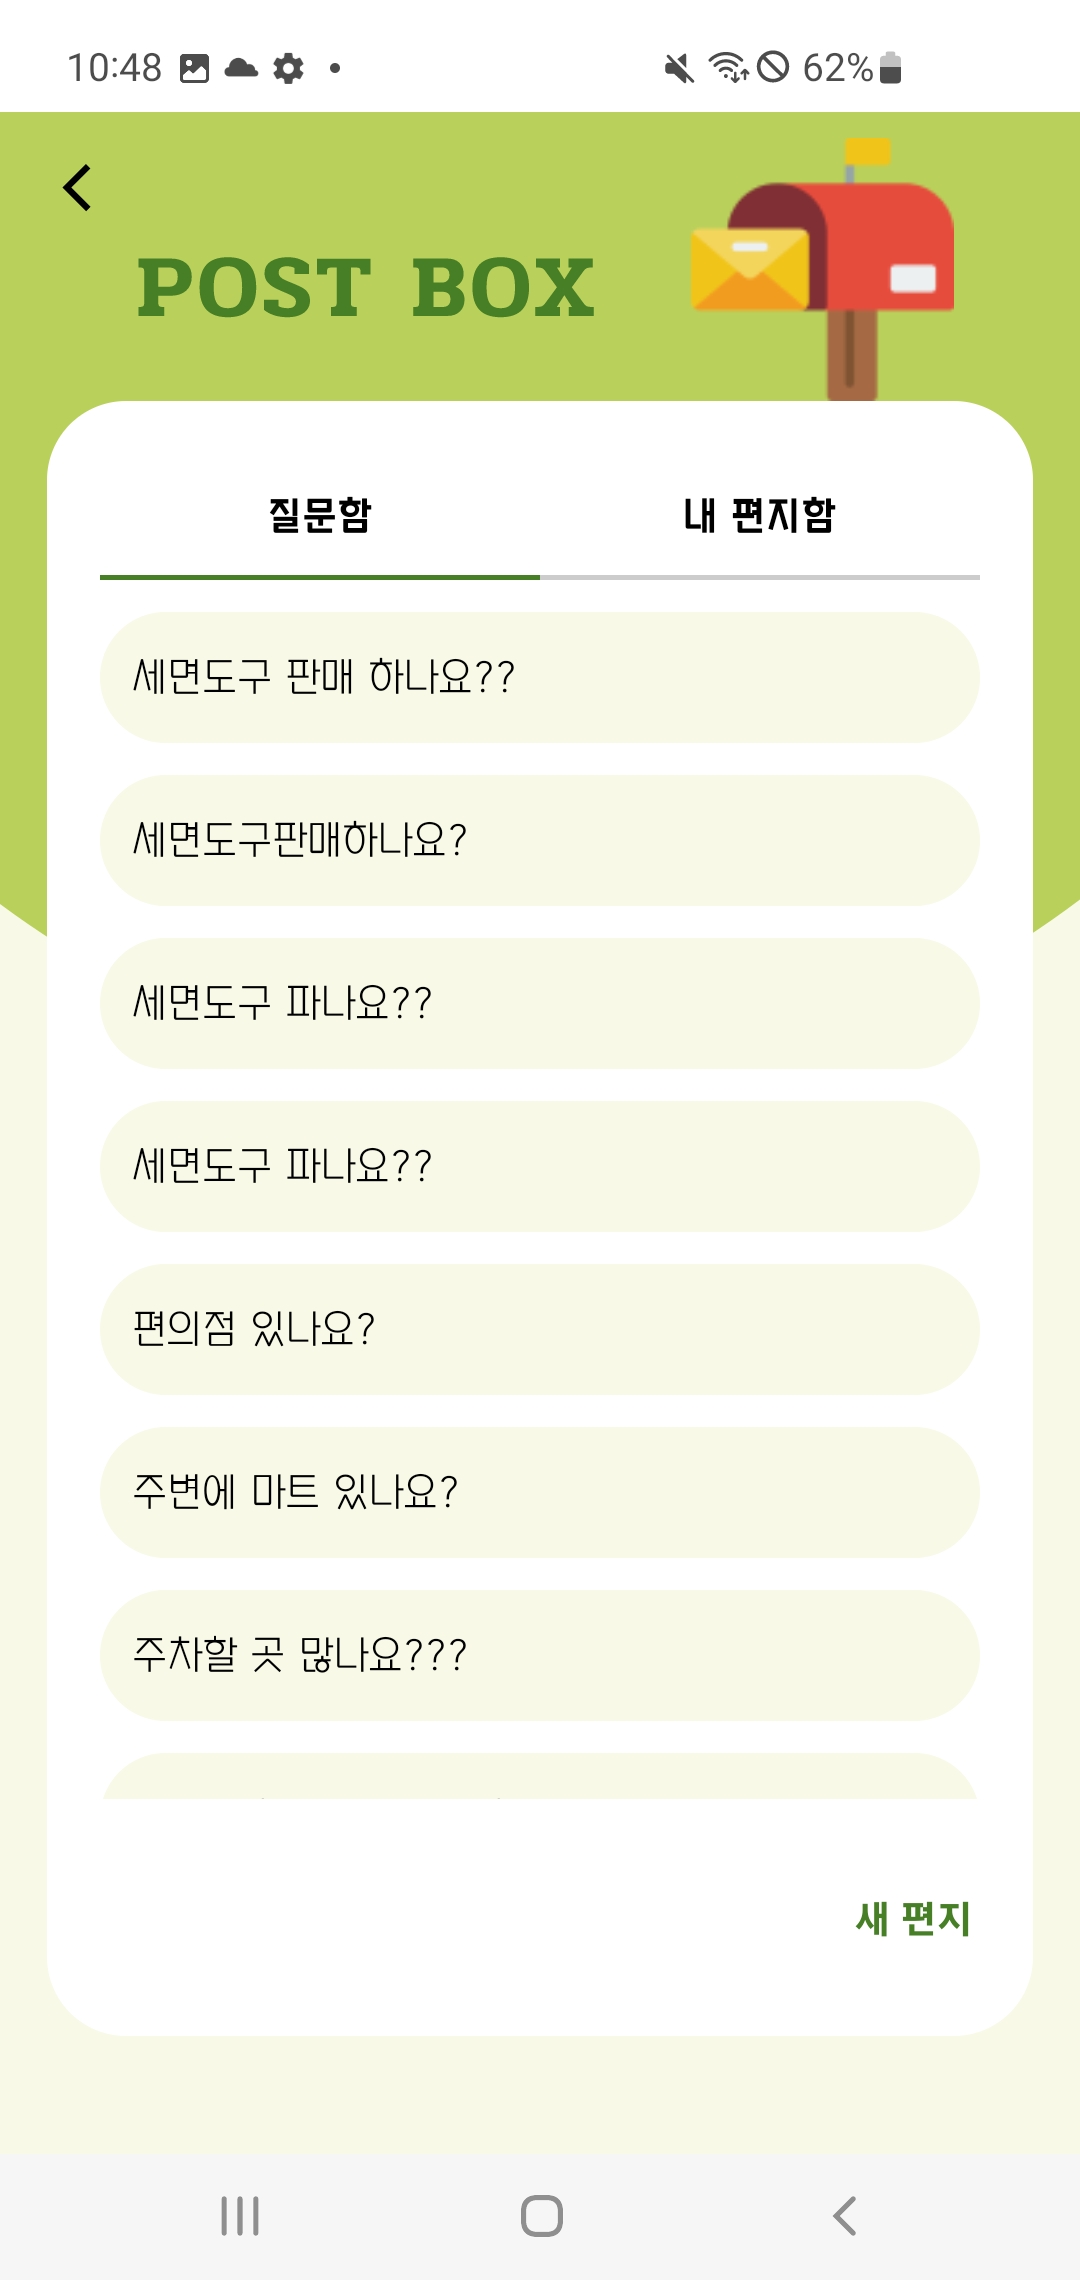 10:48
62%
POST BOX
질문함
내 편지함
세면도구 판매 하나요??
세면도구판매하나요?
세면도구 파나요??
세면도구 파나요??
편의점 있나요?
주변에 마트 있나요?
주차할 곳 많나요???
새 편지